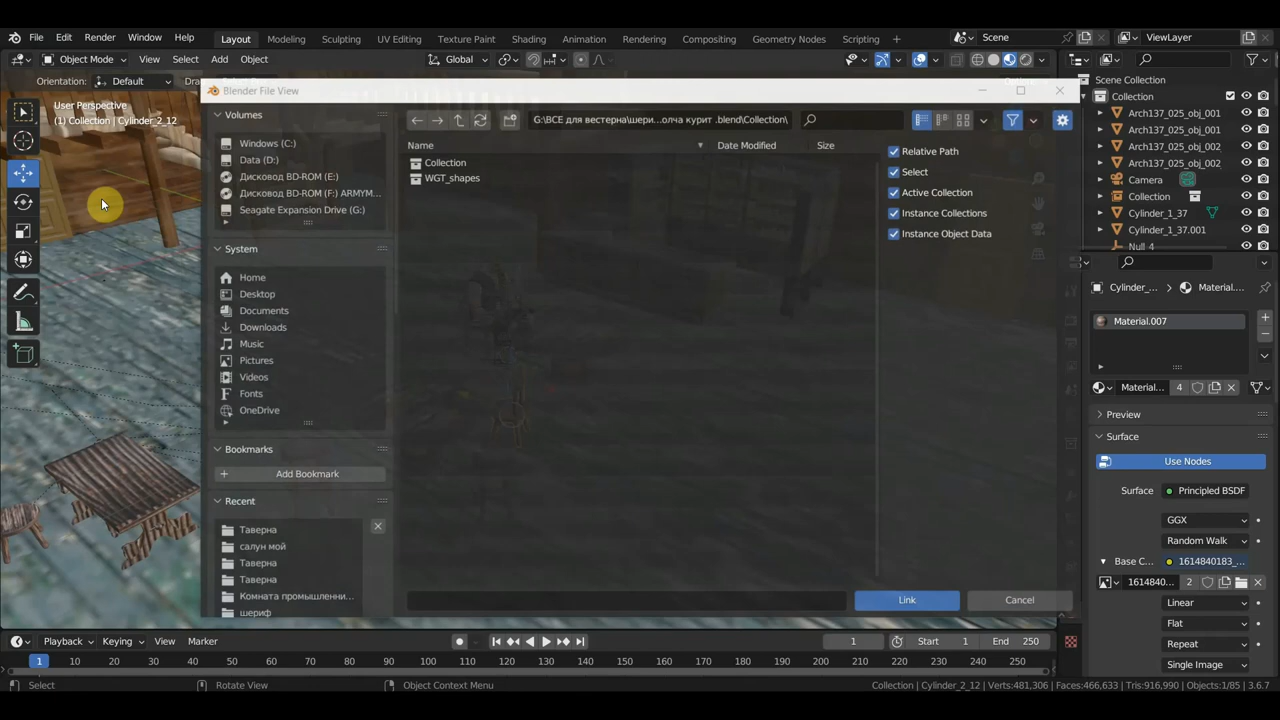 File Edit Render Window Help Layout Modeling Sculpting UV Editing Texture Paint Shading Animation Rendering Compositing Geometry Nodes Scripting + Scene ViewLayer
Object Mode View Select Add Object Global
Orientation: Default
User Perspective
(1) Collection | Cylinder_2_12
Blender File View
Volumes
Windows (C:)
Data (D:)
Дисковод BD-ROM (E:)
Дисковод BD-ROM (F:) ARMYM...
Seagate Expansion Drive (G:)
System
Home
Desktop
Documents
Downloads
Music
Pictures
Videos
Fonts
OneDrive
Bookmarks
Add Bookmark
Recent
Таверна
салун мой
Таверна
Таверна
Комната промышленни...
шериф
G:\ВСЕ для вестерна\шери...олча курит .blend\Collection\
Name Date Modified Size
Collection
WGT_shapes
Relative Path
Select
Active Collection
Instance Collections
Instance Object Data
Link Cancel
Scene Collection
Collection
Arch137_025_obj_001
Arch137_025_obj_002
Arch137_025_obj_002
Camera
Collection
Cylinder_1_37
Cylinder_1_37.001
Null 4
Cylinder_... Material....
Material.007
Material... 4
Preview
Surface
Use Nodes
Surface Principled BSDF
GGX
Random Walk
Base C... 1614840183_...
1614840... 2
Linear
Flat
Repeat
Single Image
Playback Keying View Marker 1 Start 1 End 250
1 10 20 30 40 50 60 70 80 90 100 110 120 130 140 150 160 170 180 190 200 210 220 230 240 250
Select Rotate View Object Context Menu Collection | Cylinder_2_12 | Verts:481,306 | Faces:466,633 | Tris:916,990 | Objects:1/85 | 3.6.7